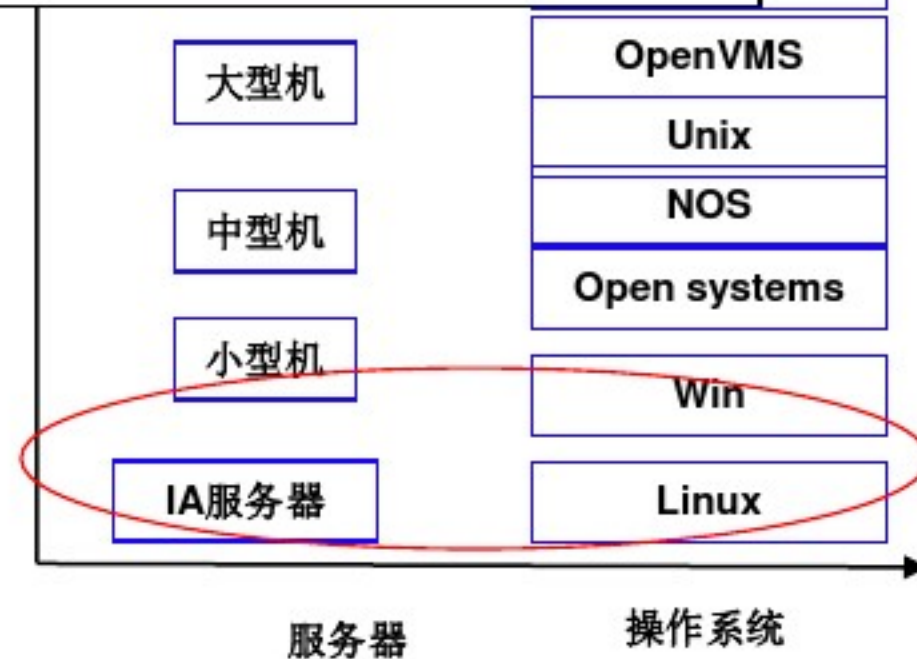 大型机
中型机
小型机
IA服务器
OpenVMS
Unix
NOS
Open systems
Win
Linux
服务器
操作系统